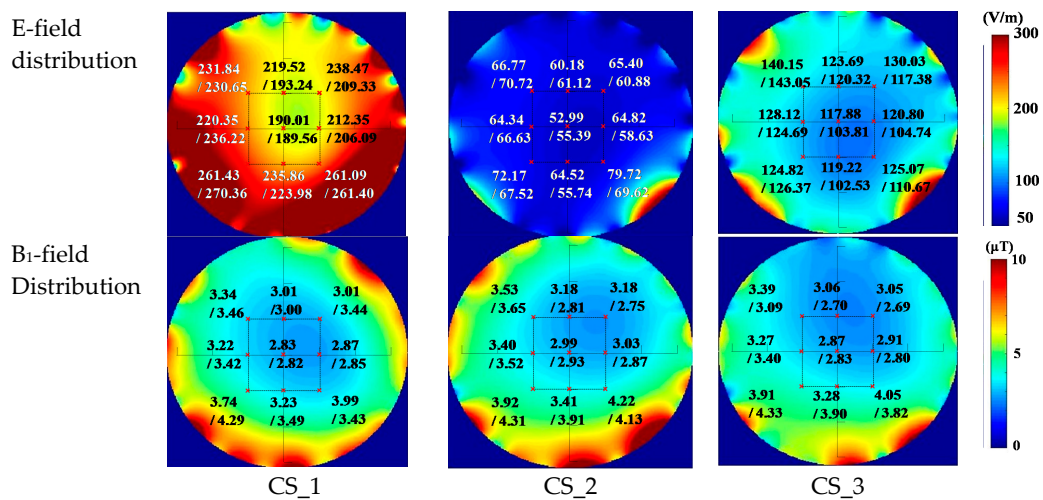 E-field
distribution
(V/m)
300
200
100
50
231.84 219.52 238.47
/ 230.65 / 193.24 / 209.33
220.35 190.01 212.35
/ 236.22 / 189.56 / 206.09
261.43 235.86 261.09
/ 270.36 / 223.98 / 261.40
66.77 60.18 65.40
/ 70.72 / 61.12 / 60.88
64.34 52.99 64.82
/ 66.63 / 55.39 / 58.63
72.17 64.52 79.72
/ 67.52 / 55.74 / 69.62
140.15 123.69 130.03
/ 143.05 / 120.32 / 117.38
128.12 117.88 120.80
/ 124.69 / 103.81 / 104.74
124.82 119.22 125.07
/ 126.37 / 102.53 / 110.67
B1-field
Distribution
(µT)
10
5
0
3.34 3.01 3.01
/ 3.46 / 3.00 / 3.44
3.22 2.83 2.87
/ 3.42 / 2.82 / 2.85
3.74 3.23 3.99
/ 4.29 / 3.49 / 3.43
3.53 3.18 3.18
/ 3.65 / 2.81 / 2.75
3.40 2.99 3.03
/ 3.52 / 2.93 / 2.87
3.92 3.41 4.22
/ 4.31 / 3.91 / 4.13
3.39 3.06 3.05
/ 3.09 / 2.70 / 2.69
3.27 2.87 2.91
/ 3.40 / 2.83 / 2.80
3.91 3.28 4.05
/ 4.33 / 3.90 / 3.82
CS_1 CS_2 CS_3